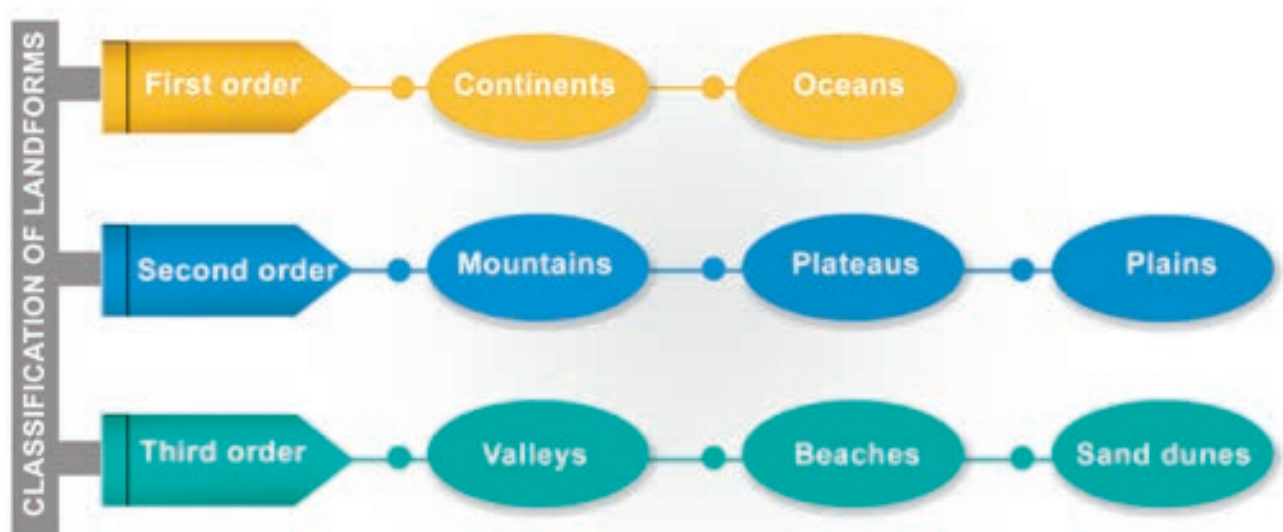 CLASSIFICATION OF LANDFORMS
First order
Continents
Oceans
Second order
Mountains
Plateaus
Plains
Third order
Valleys
Beaches
Sand dunes